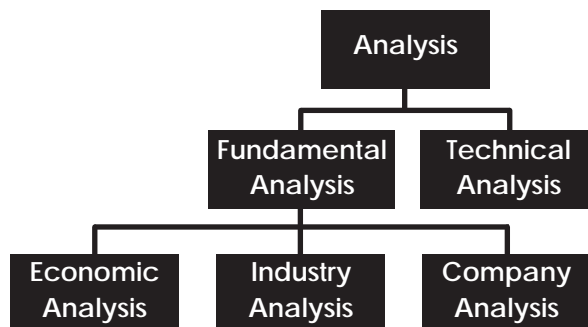 Analysis
Fundamental
Analysis
Technical
Analysis
Economic
Analysis
Industry
Analysis
Company
Analysis